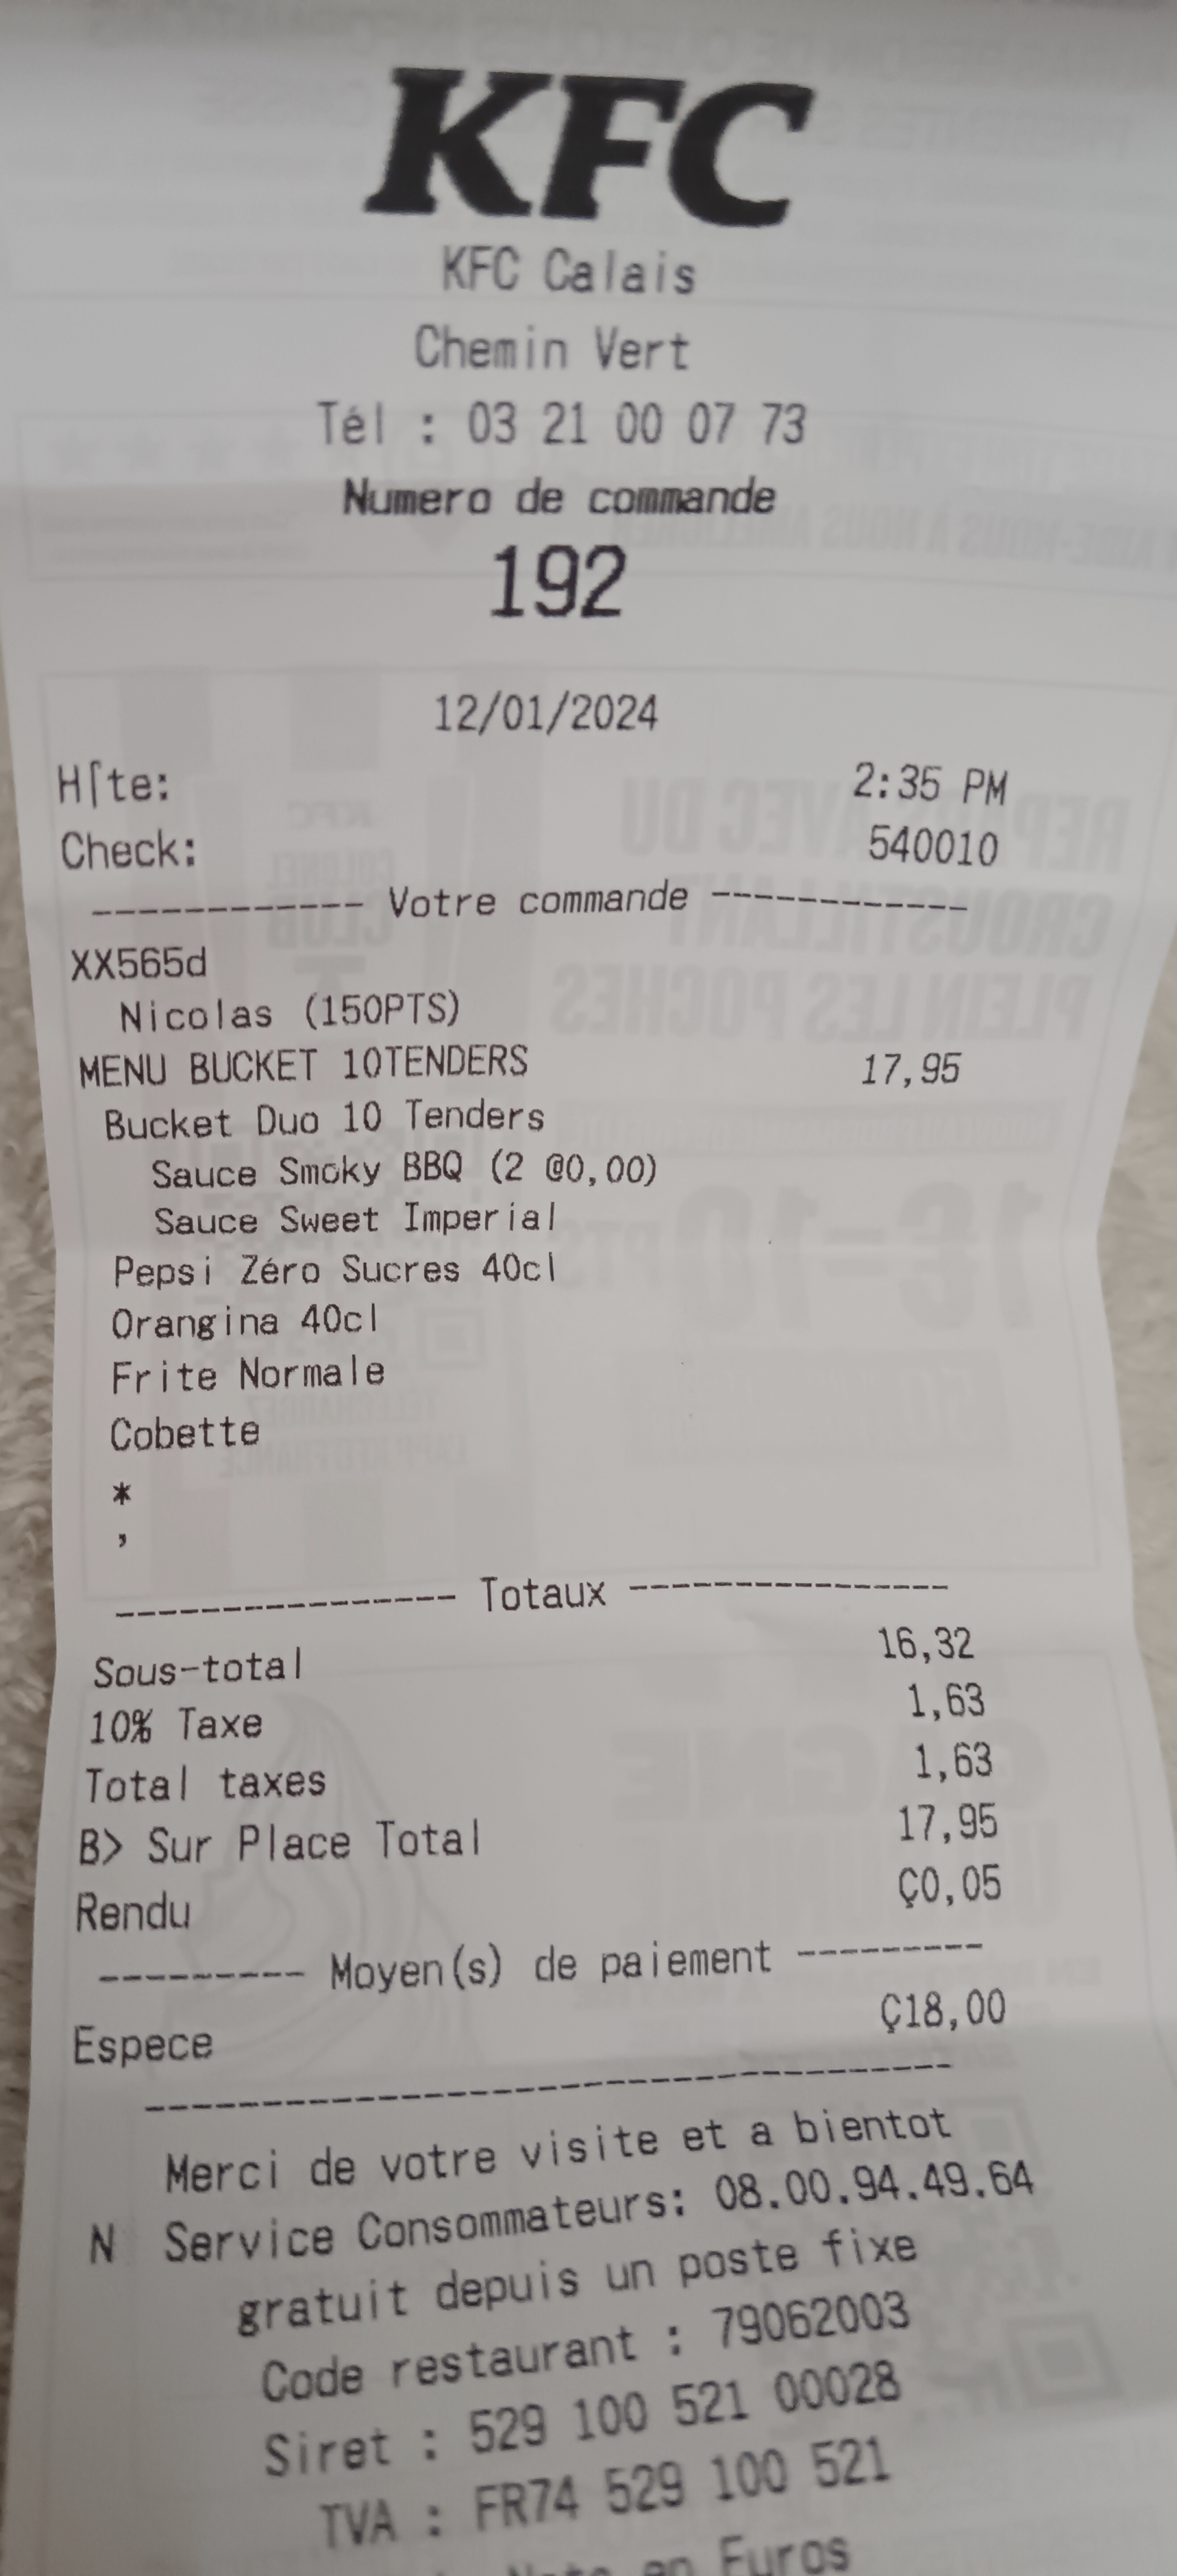 KFC
KFC Calais
Chemin Vert
Tél : 03 21 00 07 73
Numero de commande
192
12/01/2024
H⌠te: 2:35 PM
Check: 540010
------------ Votre commande ------------
XX565d
Nicolas (150PTS)
MENU BUCKET 10TENDERS 17,95
Bucket Duo 10 Tenders
Sauce Smoky BBQ (2 @0,00)
Sauce Sweet Imperial
Pepsi Zéro Sucres 40cl
Orangina 40cl
Frite Normale
Cobette
*
,
---------------- Totaux ----------------
Sous-total 16,32
10% Taxe 1,63
Total taxes 1,63
B> Sur Place Total 17,95
Rendu Ç0,05
--------- Moyen(s) de paiement ---------
Espece Ç18,00
----------------------------------
Merci de votre visite et a bientot
N Service Consommateurs: 08.00.94.49.64
gratuit depuis un poste fixe
Code restaurant : 79062003
Siret : 529 100 521 00028
TVA : FR74 529 100 521
Note en Euros